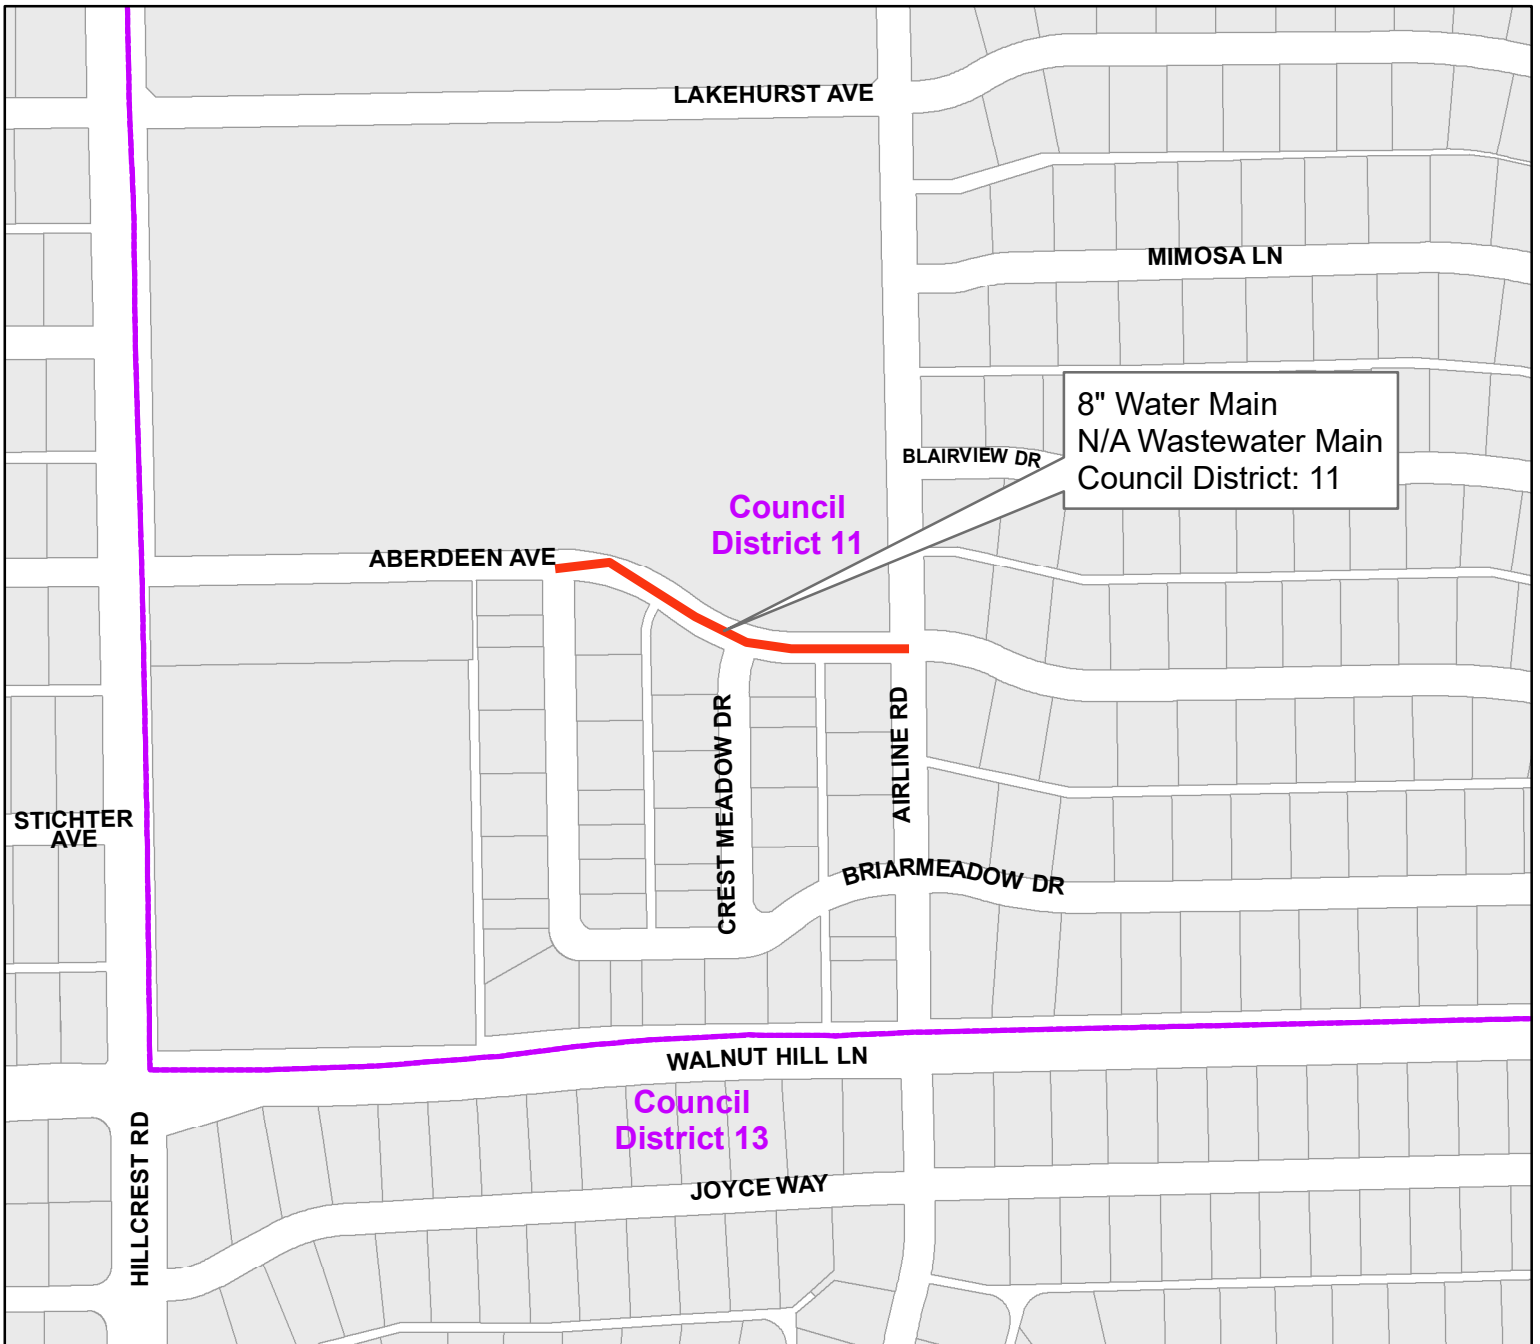 LAKEHURST AVE
MIMOSA LN
8" Water Main
N/A Wastewater Main
Council District: 11
BLAIRVIEW DR
Council
District 11
ABERDEEN AVE
CREST MEADOW DR
AIRLINE RD
STICHTER
AVE
BRIARMEADOW DR
WALNUT HILL LN
Council
District 13
HILLCREST RD
JOYCE WAY